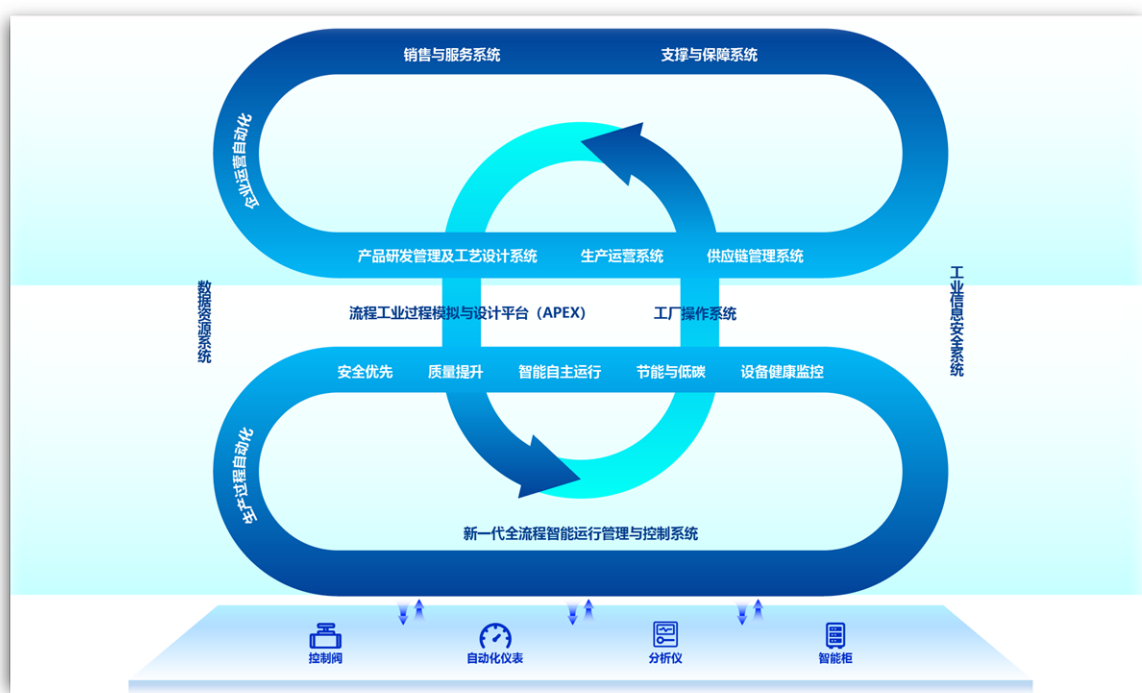 销售与服务系统
支撑与保障系统
企业运营自动化
产品研发管理及工艺设计系统
生产运营系统
供应链管理系统
数据资源系统
流程工业过程模拟与设计平台（APEX）
工厂操作系统
工业信息安全系统
安全优先
质量提升
智能自主运行
节能与低碳
设备健康监控
生产过程自动化
新一代全流程智能运行管理与控制系统
控制阀
自动化仪表
分析仪
智能柜